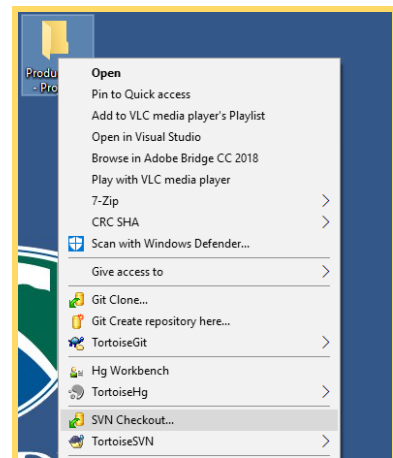 Produ
- Pro
Open
Pin to Quick access
Add to VLC media player's Playlist
Open in Visual Studio
Browse in Adobe Bridge CC 2018
Play with VLC media player
7-Zip
CRC SHA
Scan with Windows Defender...
Give access to
Git Clone...
Git Create repository here...
TortoiseGit
Hg Workbench
TortoiseHg
SVN Checkout...
TortoiseSVN